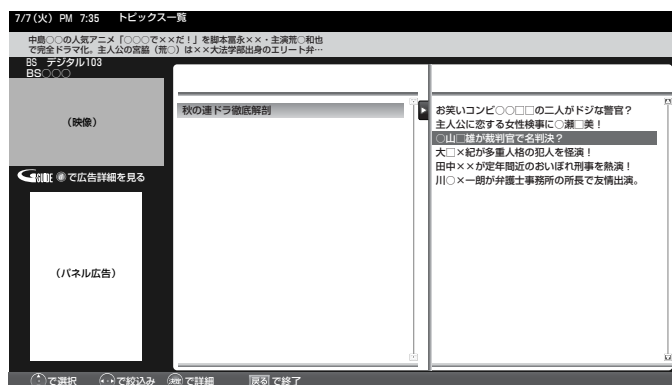 7/7(火) PM 7:35 トピックス一覧
中島○○の人気アニメ「○○○で××だ!」を脚本冨永××・主演荒○和也
で完全ドラマ化。主人公の宮脇(荒○)は××大法学部出身のエリート弁…
BS デジタル103
BS○○○
(映像)
G GUIDE で広告詳細を見る
(パネル広告)
秋の連ドラ徹底解剖
お笑いコンビ○○□□の二人がドジな警官?
主人公に恋する女性検事に○瀬□美!
○山□雄が裁判官で名判決?
大□×紀が多重人格の犯人を怪演!
田中××が定年間近のおいぼれ刑事を熱演!
川○×一朗が弁護士事務所の所長で友情出演。
で選択 で絞込み 決定 で詳細 戻る で終了